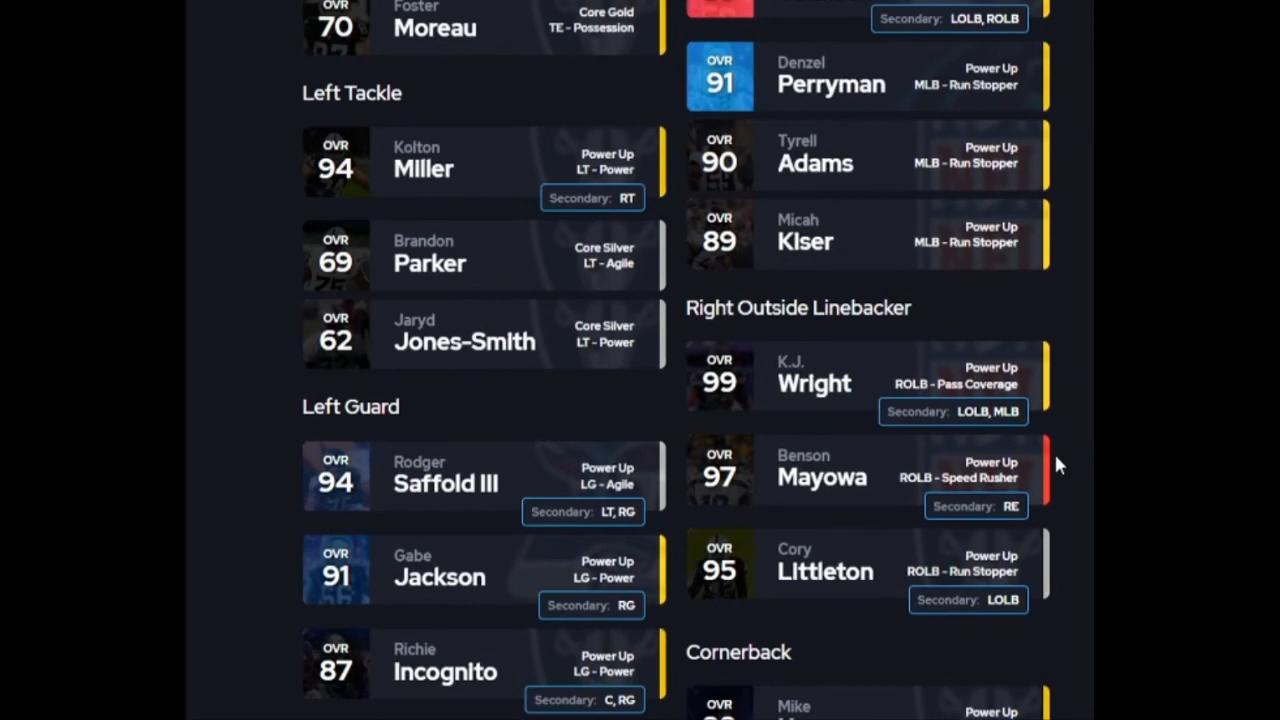 OVR
70
Foster
Moreau
Core Gold
TE - Possession
Left Tackle
OVR
94
Kolton
Miller
Power Up
LT - Power
Secondary: RT
OVR
69
Brandon
Parker
Core Silver
LT - Agile
OVR
62
Jaryd
Jones-Smith
Core Silver
LT - Power
Left Guard
OVR
94
Rodger
Saffold III
Power Up
LG - Agile
Secondary: LT, RG
OVR
91
Gabe
Jackson
Power Up
LG - Power
Secondary: RG
OVR
87
Richie
Incognito
Power Up
LG - Power
Secondary: C, RG
Secondary: LOLB, ROLB
OVR
91
Denzel
Perryman
Power Up
MLB - Run Stopper
OVR
90
Tyrell
Adams
Power Up
MLB - Run Stopper
OVR
89
Micah
Kiser
Power Up
MLB - Run Stopper
Right Outside Linebacker
OVR
99
K.J.
Wright
Power Up
ROLB - Pass Coverage
Secondary: LOLB, MLB
OVR
97
Benson
Mayowa
Power Up
ROLB - Speed Rusher
Secondary: RE
OVR
95
Cory
Littleton
Power Up
ROLB - Run Stopper
Secondary: LOLB
Cornerback
OVR
Mike
Power Up